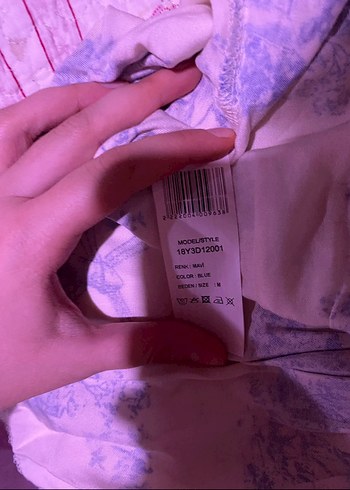 MODEL/STYLE
18Y3D12001
RENK : MAVİ
COLOR : BLUE
BEDEN / SIZE : M